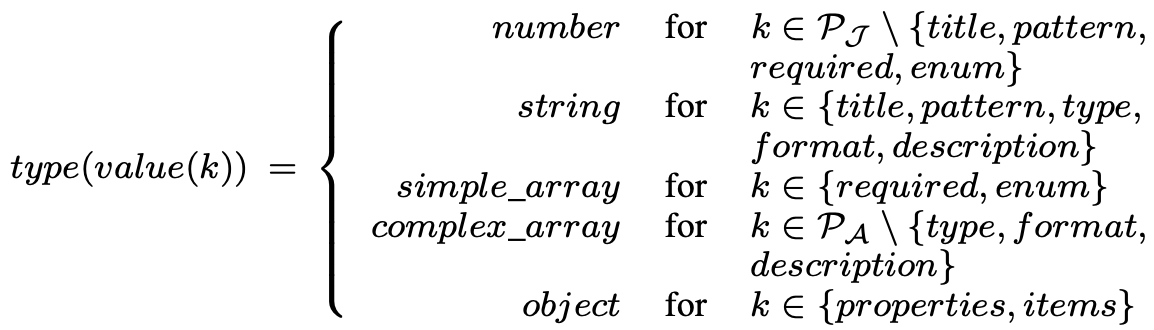 number for k ∈ 𝒫_𝒥 \ {title, pattern,
required, enum}
string for k ∈ {title, pattern, type,
format, description}
type(value(k)) = {
simple_array for k ∈ {required, enum}
complex_array for k ∈ 𝒫_𝒜 \ {type, format,
description}
object for k ∈ {properties, items}